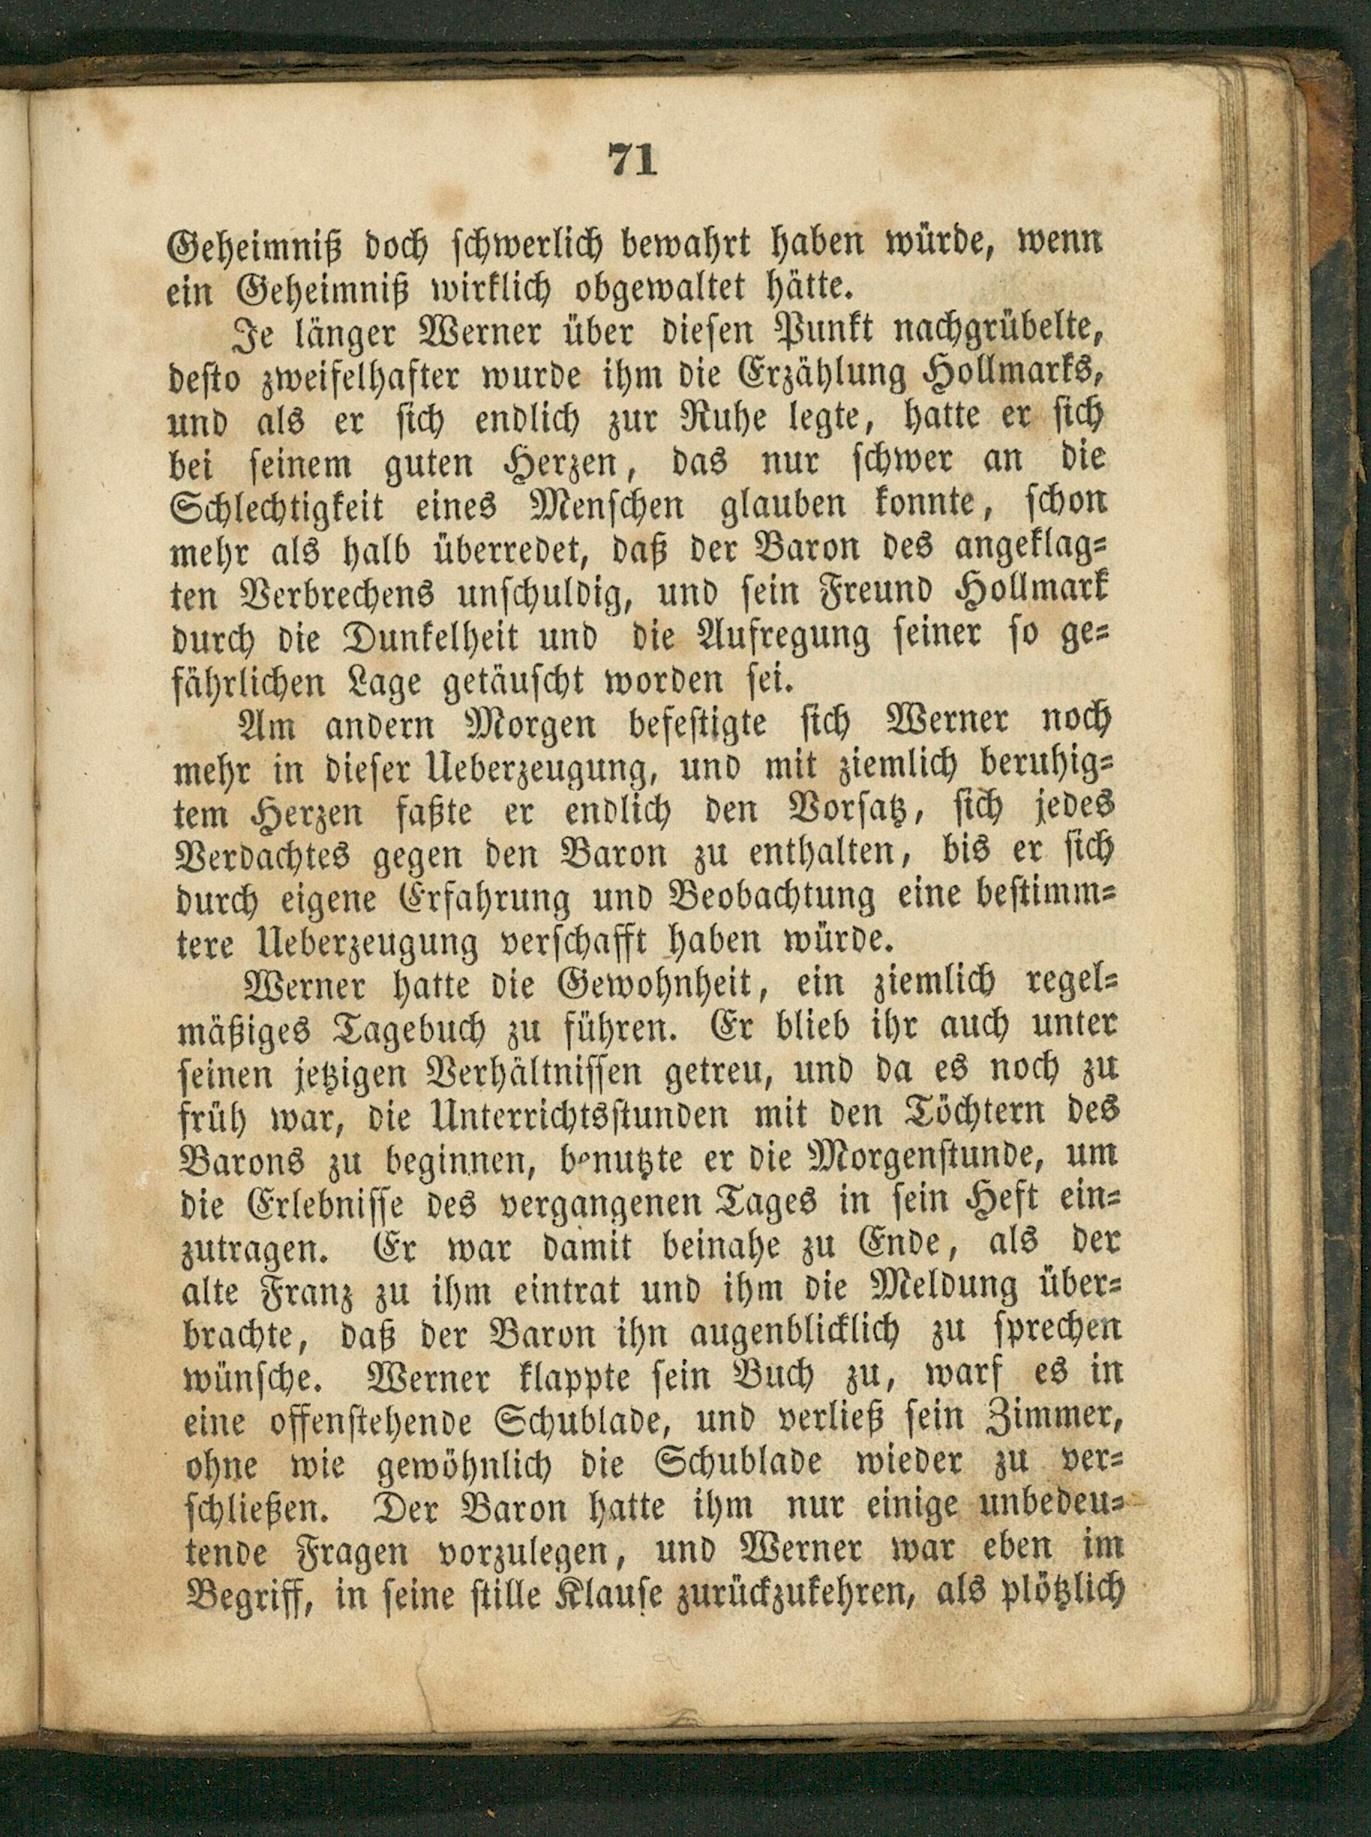 71
Geheimniß doch schwerlich bewahrt haben würde, wenn
ein Geheimniß wirklich obgewaltet hätte.
Je länger Werner über diesen Punkt nachgrübelte,
desto zweifelhafter wurde ihm die Erzählung Hollmarks,
und als er sich endlich zur Ruhe legte, hatte er sich
bei seinem guten Herzen, das nur schwer an die
Schlechtigkeit eines Menschen glauben konnte, schon
mehr als halb überredet, daß der Baron des angeklag=
ten Verbrechens unschuldig, und sein Freund Hollmark
durch die Dunkelheit und die Aufregung seiner so ge=
fährlichen Lage getäuscht worden sei.
Am andern Morgen befestigte sich Werner noch
mehr in dieser Ueberzeugung, und mit ziemlich beruhig=
tem Herzen faßte er endlich den Vorsatz, sich jedes
Verdachtes gegen den Baron zu enthalten, bis er sich
durch eigene Erfahrung und Beobachtung eine bestimm=
tere Ueberzeugung verschafft haben würde.
Werner hatte die Gewohnheit, ein ziemlich regel=
mäßiges Tagebuch zu führen. Er blieb ihr auch unter
seinen jetzigen Verhältnissen getreu, und da es noch zu
früh war, die Unterrichtsstunden mit den Töchtern des
Barons zu beginnen, benutzte er die Morgenstunde, um
die Erlebnisse des vergangenen Tages in sein Heft ein=
zutragen. Er war damit beinahe zu Ende, als der
alte Franz zu ihm eintrat und ihm die Meldung über=
brachte, daß der Baron ihn augenblicklich zu sprechen
wünsche. Werner klappte sein Buch zu, warf es in
eine offenstehende Schublade, und verließ sein Zimmer,
ohne wie gewöhnlich die Schublade wieder zu ver=
schließen. Der Baron hatte ihm nur einige unbedeu=
tende Fragen vorzulegen, und Werner war eben im
Begriff, in seine stille Klause zurückzukehren, als plötzlich